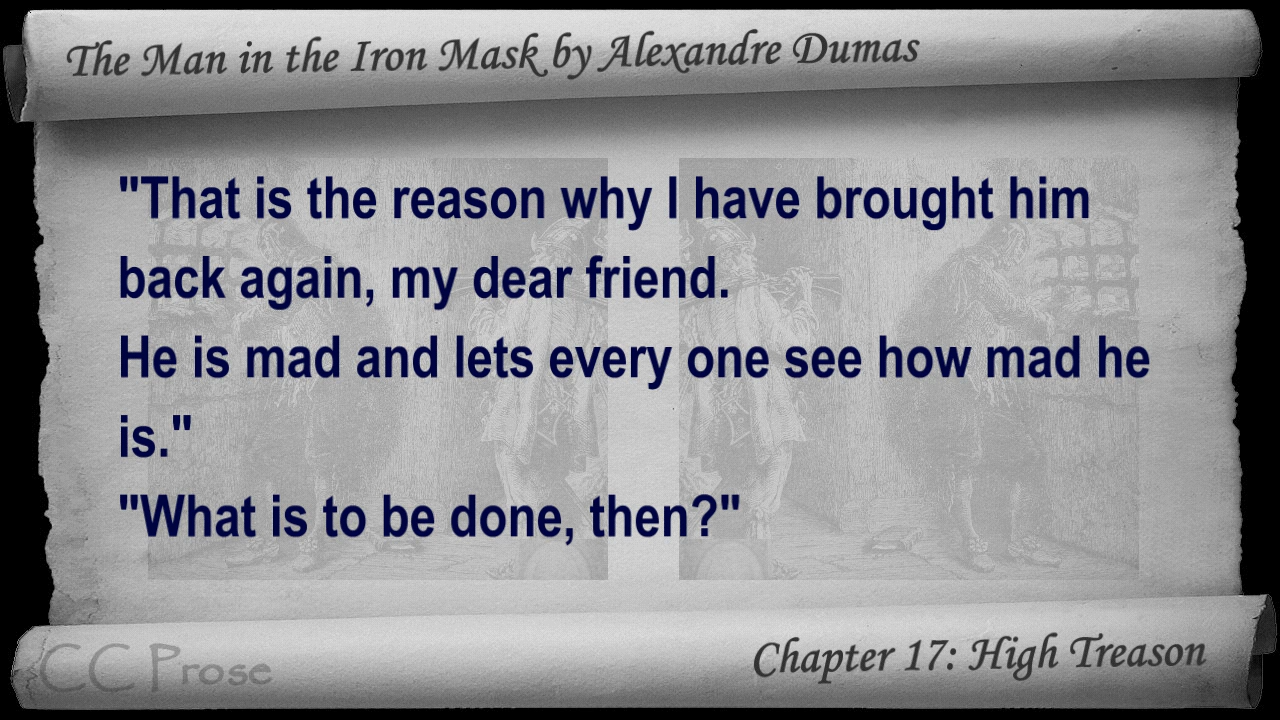 The Man in the Iron Mask by Alexandre Dumas
"That is the reason why I have brought him
back again, my dear friend.
He is mad and lets every one see how mad he
is."
"What is to be done, then?"
CC Prose
Chapter 17: High Treason